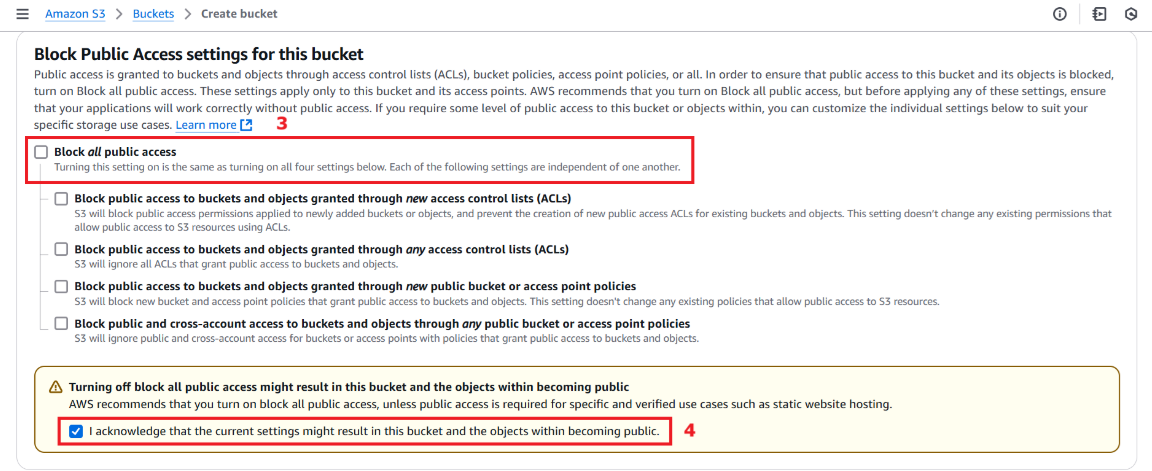 Amazon S3 > Buckets > Create bucket
Block Public Access settings for this bucket
Public access is granted to buckets and objects through access control lists (ACLs), bucket policies, access point policies, or all. In order to ensure that public access to this bucket and its objects is blocked,
turn on Block all public access. These settings apply only to this bucket and its access points. AWS recommends that you turn on Block all public access, but before applying any of these settings, ensure
that your applications will work correctly without public access. If you require some level of public access to this bucket or objects within, you can customize the individual settings below to suit your
specific storage use cases. Learn more 3
Block all public access
Turning this setting on is the same as turning on all four settings below. Each of the following settings are independent of one another.
Block public access to buckets and objects granted through new access control lists (ACLs)
S3 will block public access permissions applied to newly added buckets or objects, and prevent the creation of new public access ACLs for existing buckets and objects. This setting doesn't change any existing permissions that
allow public access to S3 resources using ACLs.
Block public access to buckets and objects granted through any access control lists (ACLs)
S3 will ignore all ACLs that grant public access to buckets and objects.
Block public access to buckets and objects granted through new public bucket or access point policies
S3 will block new bucket and access point policies that grant public access to buckets and objects. This setting doesn't change any existing policies that allow public access to S3 resources.
Block public and cross-account access to buckets and objects through any public bucket or access point policies
S3 will ignore public and cross-account access for buckets or access points with policies that grant public access to buckets and objects.
Turning off block all public access might result in this bucket and the objects within becoming public
AWS recommends that you turn on block all public access, unless public access is required for specific and verified use cases such as static website hosting.
I acknowledge that the current settings might result in this bucket and the objects within becoming public. 4